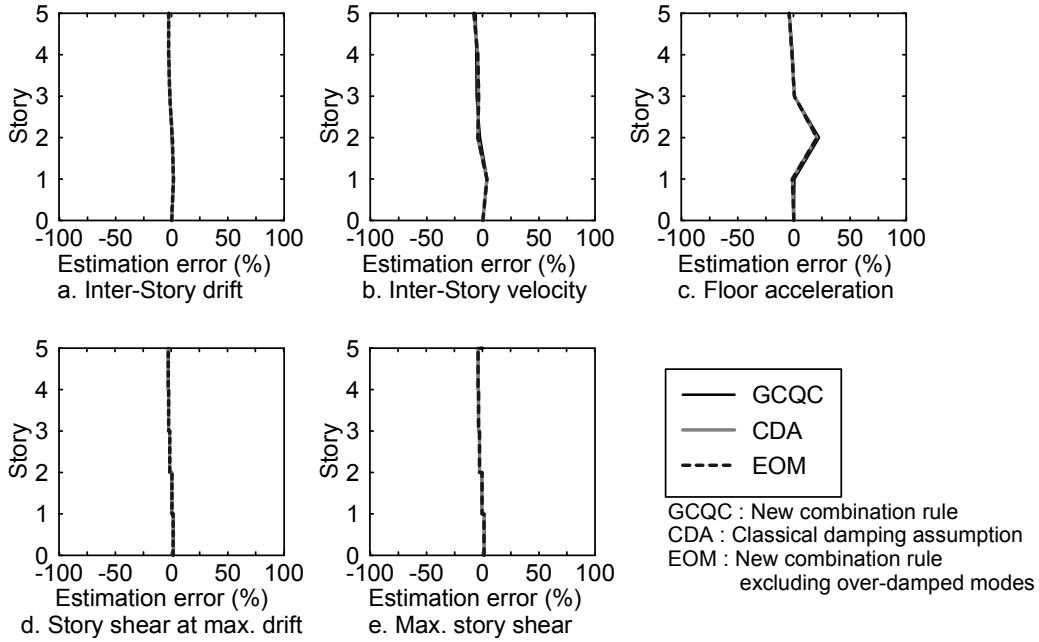 5
4
3
2
1
0
Story
-100 -50 0 50 100
Estimation error (%)
a. Inter-Story drift
5
4
3
2
1
0
Story
-100 -50 0 50 100
Estimation error (%)
b. Inter-Story velocity
5
4
3
2
1
0
Story
-100 -50 0 50 100
Estimation error (%)
c. Floor acceleration
5
4
3
2
1
0
Story
-100 -50 0 50 100
Estimation error (%)
d. Story shear at max. drift
5
4
3
2
1
0
Story
-100 -50 0 50 100
Estimation error (%)
e. Max. story shear
GCQC
CDA
EOM
GCQC : New combination rule
CDA : Classical damping assumption
EOM : New combination rule
excluding over-damped modes